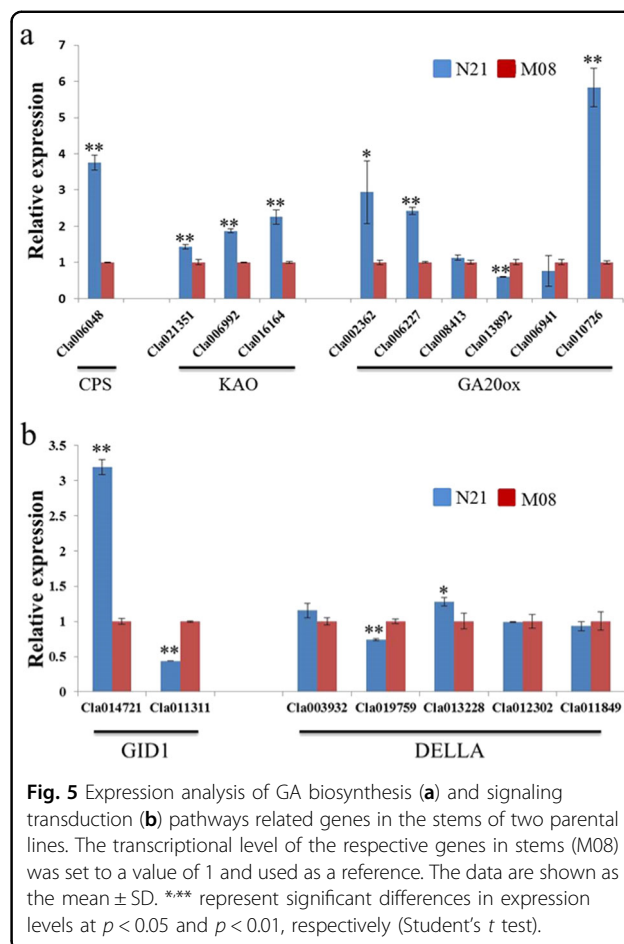 a
Relative expression
7
6
5
4
3
2
1
0
N21 M08
** ** ** ** * ** ** **
Cla006048 Cla021351 Cla006992 Cla016164 Cla002362 Cla006227 Cla008413 Cla013892 Cla006941 Cla010726
CPS KAO GA20ox
b
Relative expression
3.5
3
2.5
2
1.5
1
0.5
0
N21 M08
** ** ** *
Cla014721 Cla011311 Cla003932 Cla019759 Cla013228 Cla012302 Cla011849
GID1 DELLA
Fig. 5 Expression analysis of GA biosynthesis (a) and signaling
transduction (b) pathways related genes in the stems of two parental
lines. The transcriptional level of the respective genes in stems (M08)
was set to a value of 1 and used as a reference. The data are shown as
the mean ± SD. *,** represent significant differences in expression
levels at p < 0.05 and p < 0.01, respectively (Student's t test).